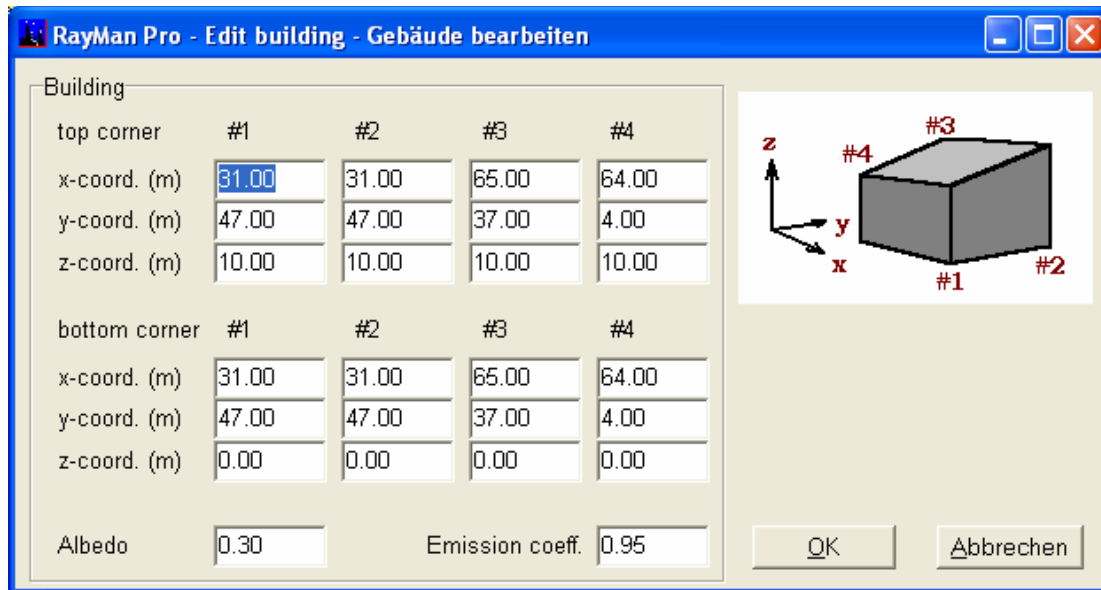 RayMan Pro - Edit building - Gebäude bearbeiten
Building
top corner #1 #2 #3 #4
x-coord. (m) 31.00 31.00 65.00 64.00
y-coord. (m) 47.00 47.00 37.00 4.00
z-coord. (m) 10.00 10.00 10.00 10.00
bottom corner #1 #2 #3 #4
x-coord. (m) 31.00 31.00 65.00 64.00
y-coord. (m) 47.00 47.00 37.00 4.00
z-coord. (m) 0.00 0.00 0.00 0.00
Albedo 0.30 Emission coeff. 0.95
z
y
x
#3
#4
#2
#1
OK
Abbrechen